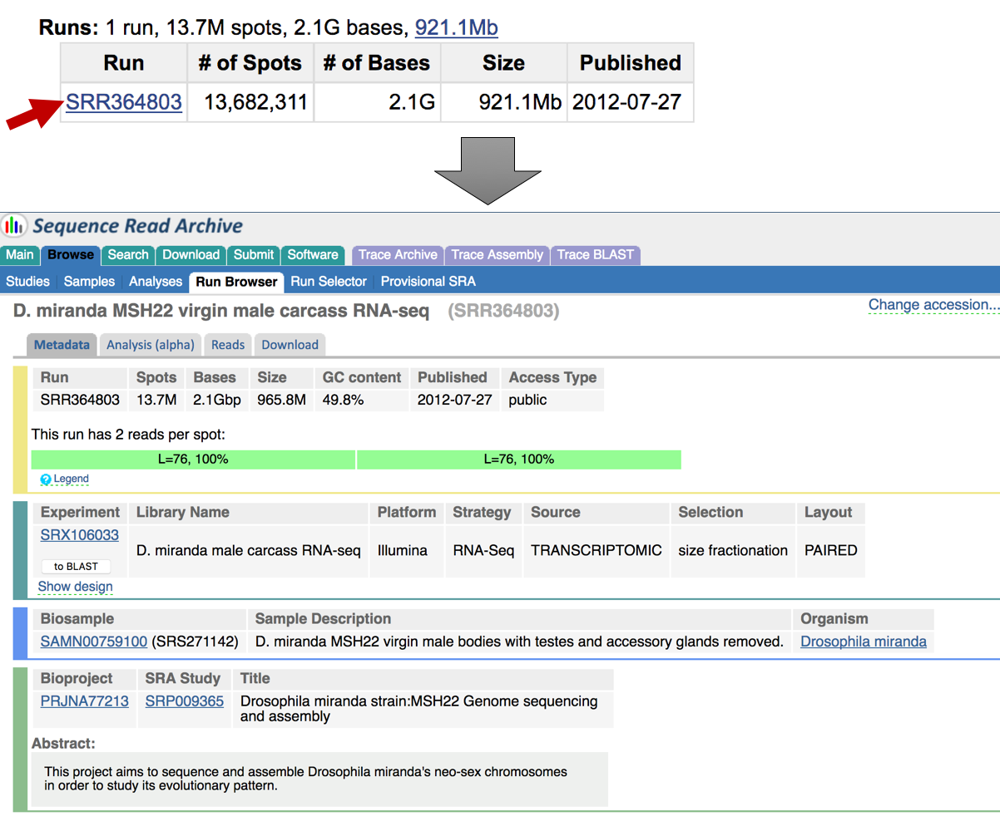 Runs: 1 run, 13.7M spots, 2.1G bases, 921.1Mb
Run # of Spots # of Bases Size Published
SRR364803 13,682,311 2.1G 921.1Mb 2012-07-27
Sequence Read Archive
Main Browse Search Download Submit Software Trace Archive Trace Assembly Trace BLAST
Studies Samples Analyses Run Browser Run Selector Provisional SRA
D. miranda MSH22 virgin male carcass RNA-seq (SRR364803) Change accession...
Metadata Analysis (alpha) Reads Download
Run Spots Bases Size GC content Published Access Type
SRR364803 13.7M 2.1Gbp 965.8M 49.8% 2012-07-27 public
This run has 2 reads per spot:
L=76, 100% L=76, 100%
? Legend
Experiment Library Name Platform Strategy Source Selection Layout
SRX106033
D. miranda male carcass RNA-seq Illumina RNA-Seq TRANSCRIPTOMIC size fractionation PAIRED
to BLAST
Show design
Biosample Sample Description Organism
SAMN00759100 (SRS271142) D. miranda MSH22 virgin male bodies with testes and accessory glands removed. Drosophila miranda
Bioproject SRA Study Title
PRJNA77213 SRP009365 Drosophila miranda strain:MSH22 Genome sequencing
and assembly
Abstract:
This project aims to sequence and assemble Drosophila miranda's neo-sex chromosomes
in order to study its evolutionary pattern.